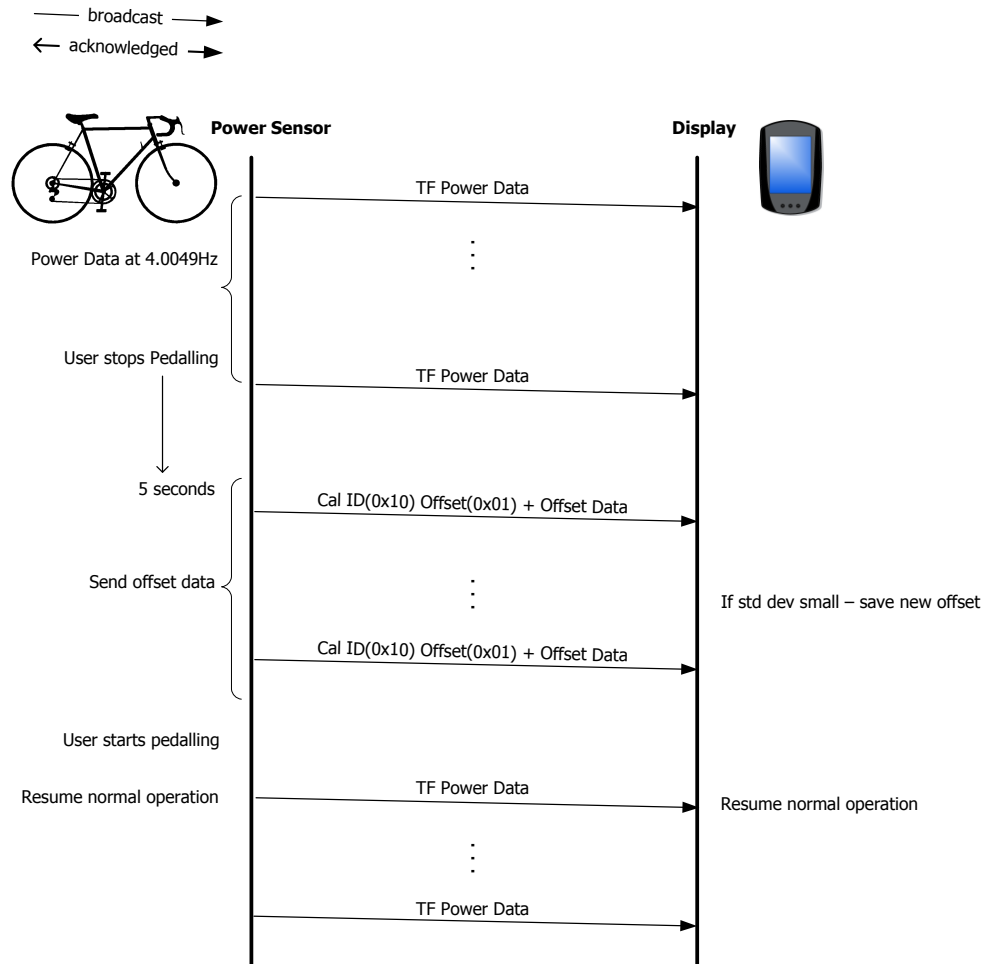 broadcast
acknowledged
Power Sensor
Display
TF Power Data
Power Data at 4.0049Hz
User stops Pedalling
TF Power Data
5 seconds
Cal ID(0x10) Offset(0x01) + Offset Data
Send offset data
If std dev small – save new offset
Cal ID(0x10) Offset(0x01) + Offset Data
User starts pedalling
TF Power Data
Resume normal operation
Resume normal operation
TF Power Data